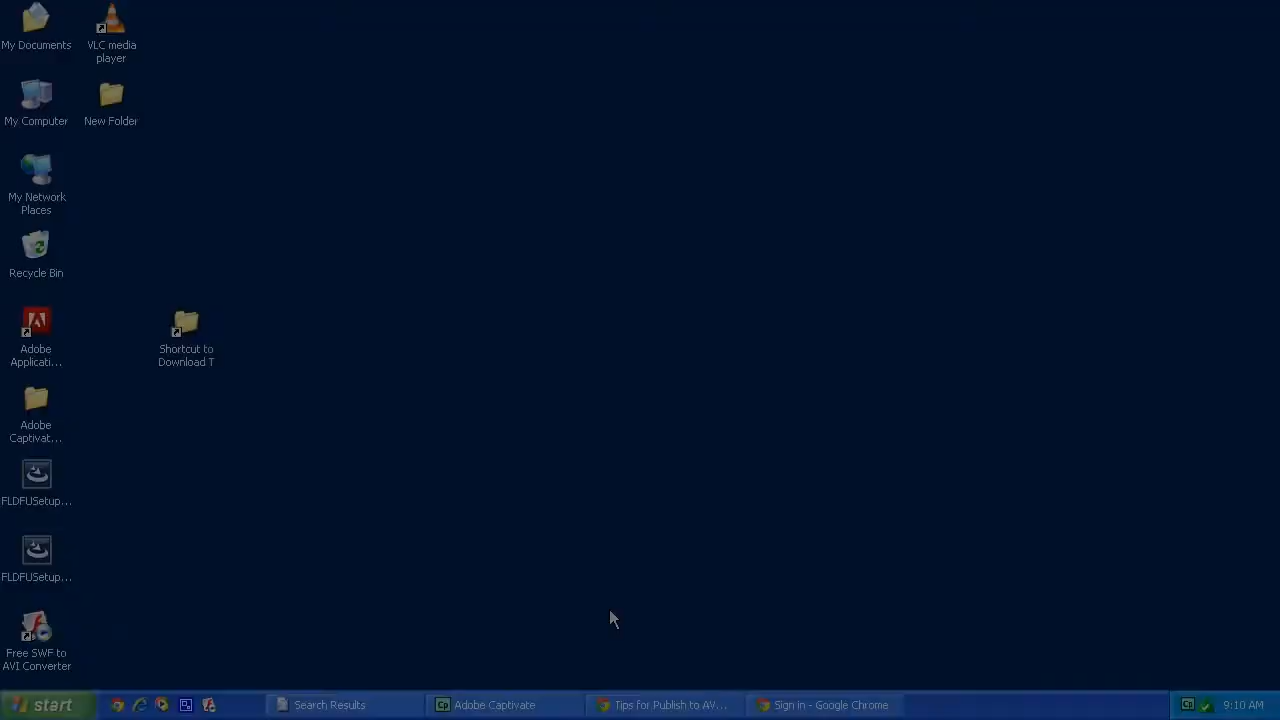 My Documents
VLC media
player
My Computer
New Folder
My Network
Places
Recycle Bin
Adobe
Applicati...
Shortcut to
Download T
Adobe
Captivat...
FLDFUSetup...
FLDFUSetup...
Free SWF to
AVI Converter
start
Search Results
Cp Adobe Captivate
Tips for Publish to AV...
Sign in - Google Chrome
9:10 AM